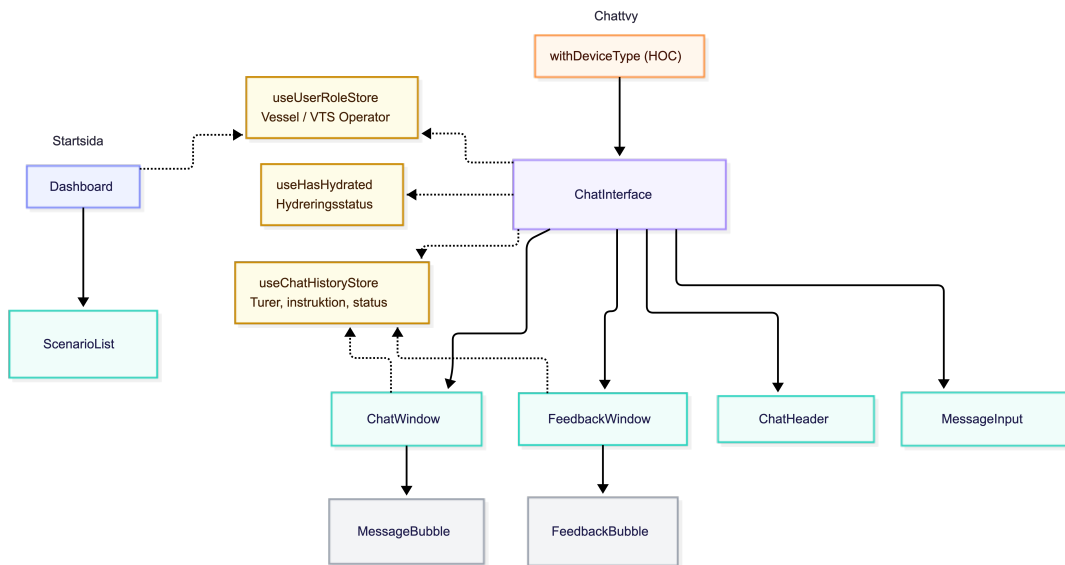 Chattvy
withDeviceType (HOC)
useUserRoleStore
Vessel / VTS Operator
Startsida
Dashboard
useHasHydrated
Hydreringsstatus
ChatInterface
useChatHistoryStore
Turer, instruktion, status
ScenarioList
ChatWindow
FeedbackWindow
ChatHeader
MessageInput
MessageBubble
FeedbackBubble